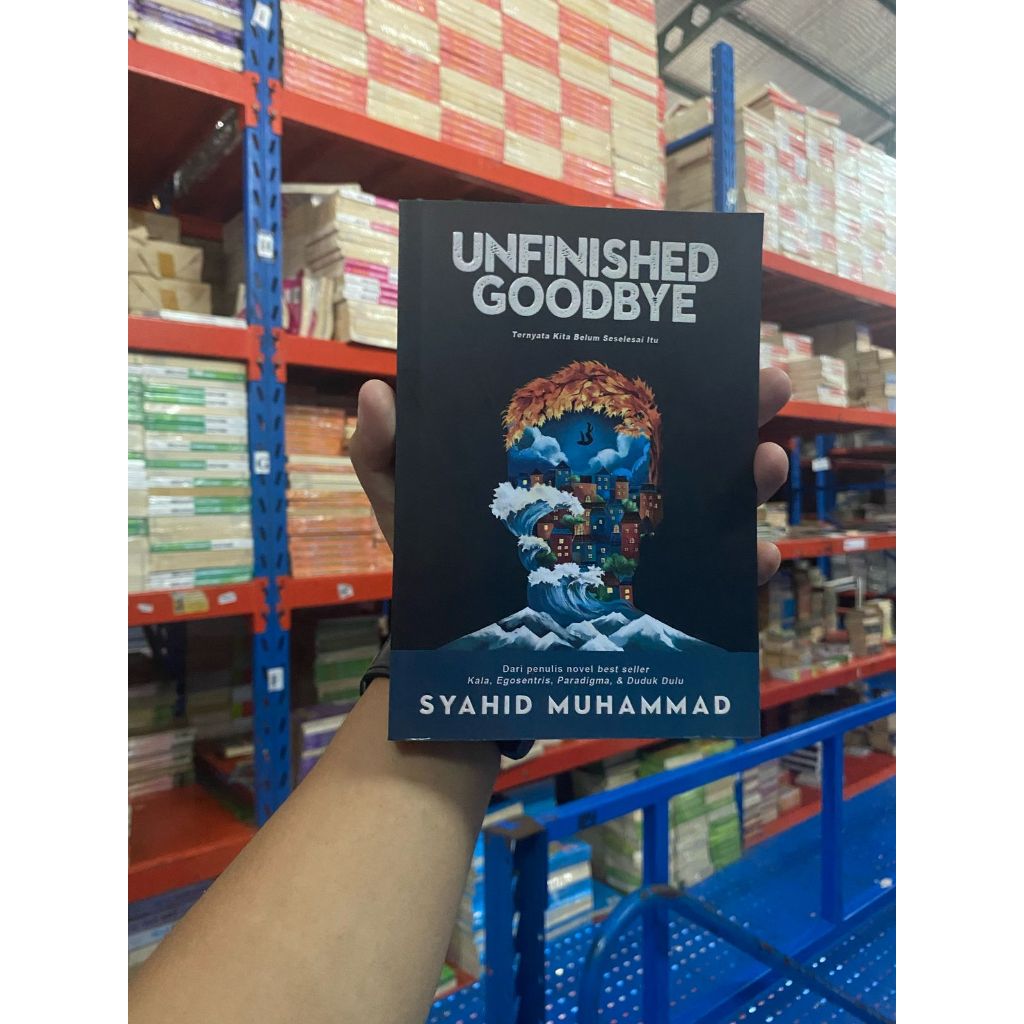 UNFINISHED
GOODBYE
Ternyata Kita Belum Seselesai Itu
Dari penulis novel best seller
Kala, Egosentris, Paradigma, & Duduk Dulu
SYAHID MUHAMMAD